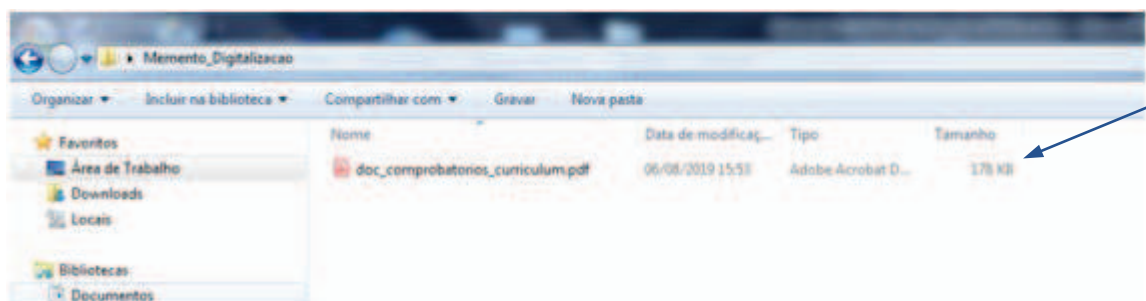 Memento_Digitalizacao
Organizar Incluir na biblioteca Compartilhar com Gravar Nova pasta
Favoritos
Área de Trabalho
Downloads
Locais
Bibliotecas
Documentos
Nome Data de modificaç... Tipo Tamanho
doc_comprobatorios_curriculum.pdf 06/08/2019 15:53 Adobe Acrobat D... 178 KB